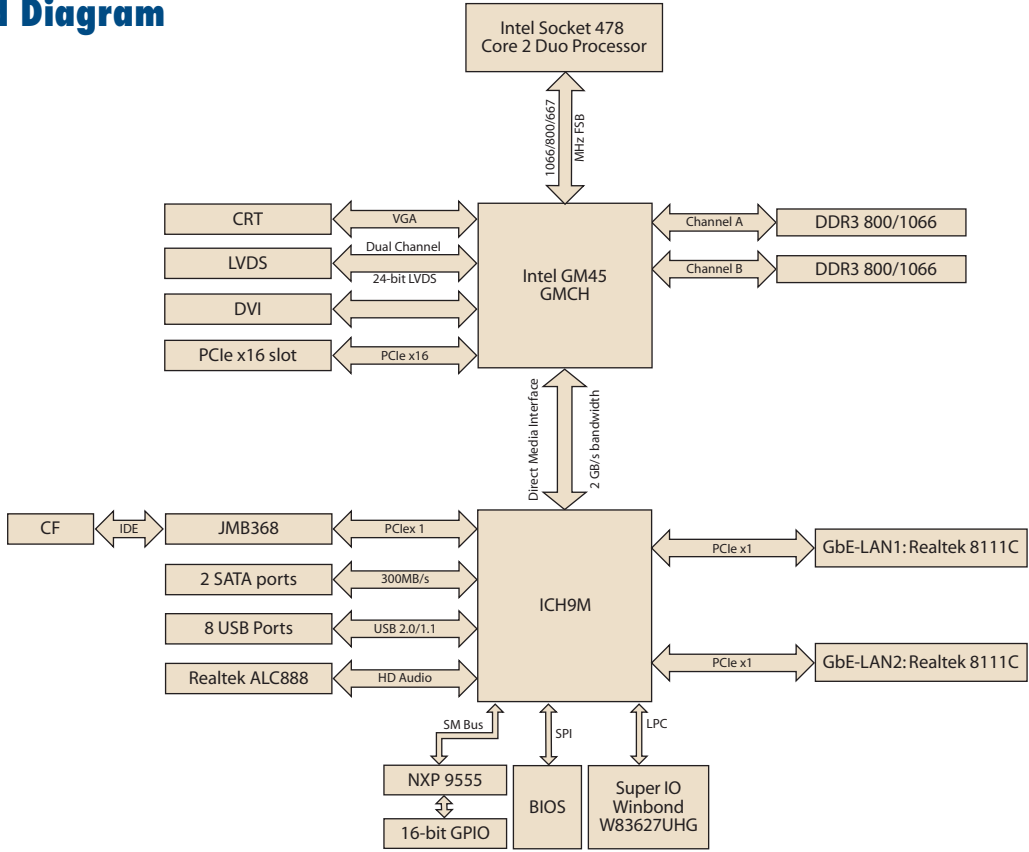 Diagram
Intel Socket 478
Core 2 Duo Processor
1066/800/667
MHz FSB
CRT
VGA
LVDS
Dual Channel
24-bit LVDS
DVI
PCIe x16 slot
PCIe x16
Intel GM45
GMCH
Channel A
DDR3 800/1066
Channel B
DDR3 800/1066
Direct Media Interface
2 GB/s bandwidth
CF
IDE
JMB368
PCIex 1
2 SATA ports
300MB/s
8 USB Ports
USB 2.0/1.1
Realtek ALC888
HD Audio
ICH9M
PCIe x1
GbE-LAN1: Realtek 8111C
PCIe x1
GbE-LAN2: Realtek 8111C
SM Bus
SPI
LPC
NXP 9555
16-bit GPIO
BIOS
Super IO
Winbond
W83627UHG